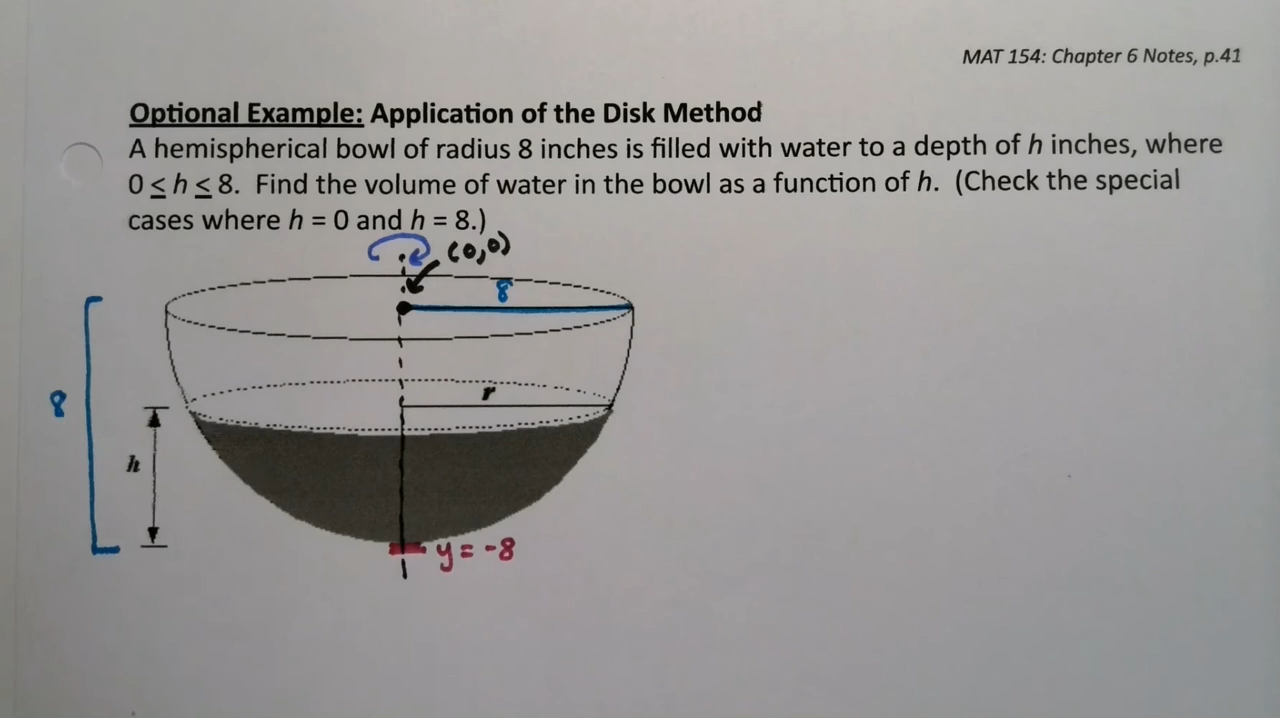 MAT 154: Chapter 6 Notes, p.41
Optional Example: Application of the Disk Method
A hemispherical bowl of radius 8 inches is filled with water to a depth of h inches, where
0 ≤ h ≤ 8. Find the volume of water in the bowl as a function of h. (Check the special
cases where h = 0 and h = 8.)
(0,0)
8
8
r
h
y = -8